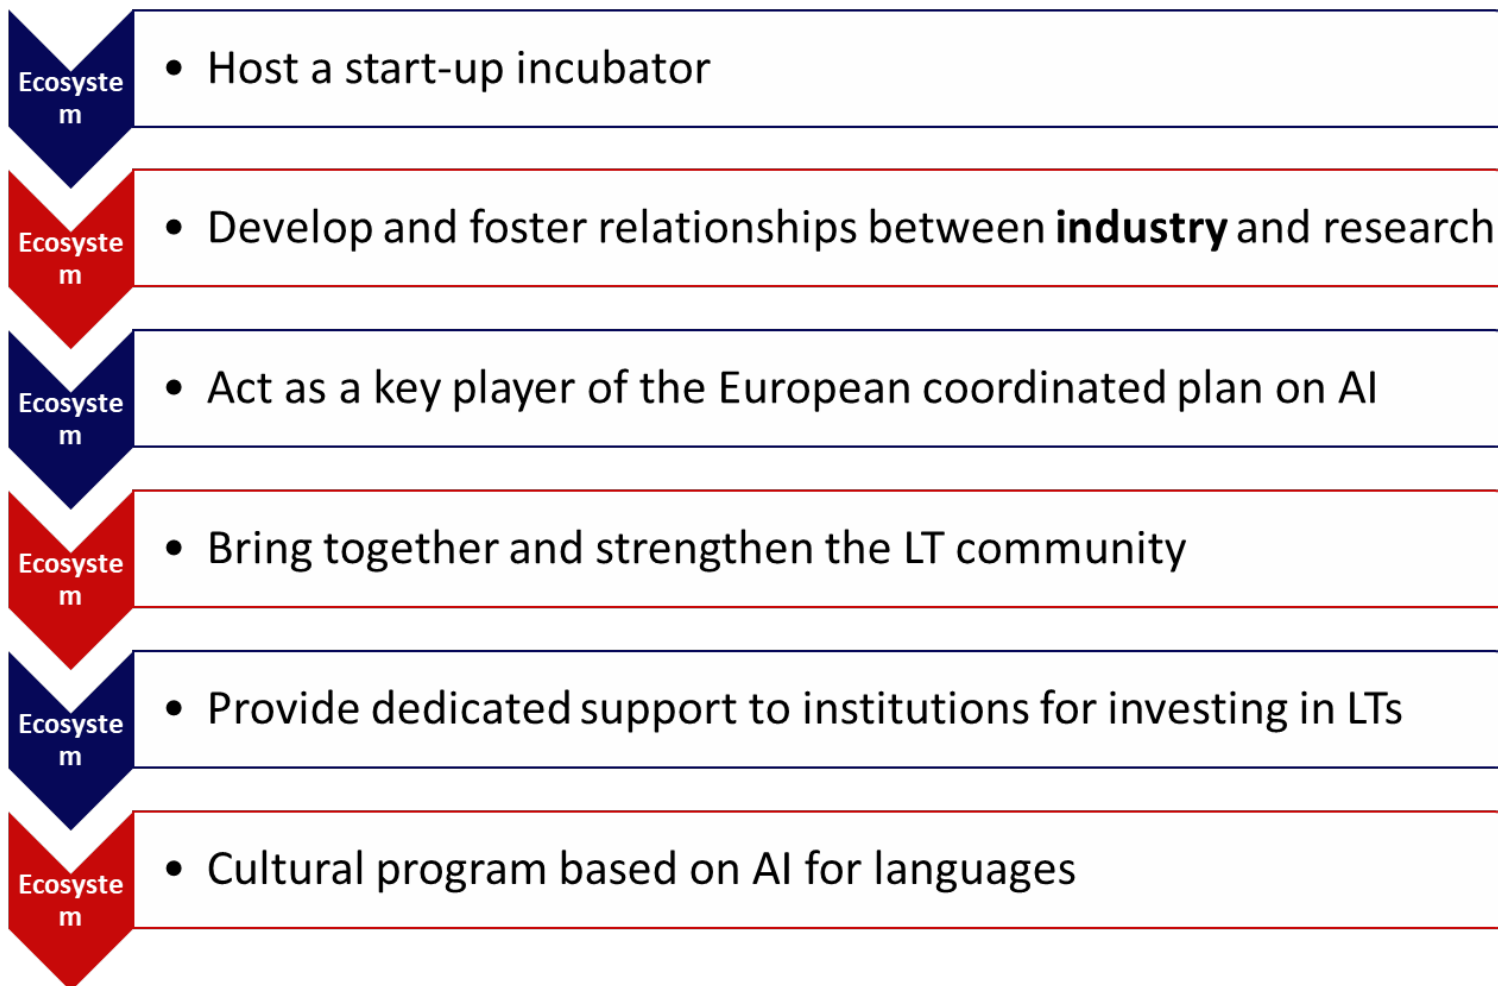 Ecosyste
m
• Host a start-up incubator
Ecosyste
m
• Develop and foster relationships between industry and research
Ecosyste
m
• Act as a key player of the European coordinated plan on AI
Ecosyste
m
• Bring together and strengthen the LT community
Ecosyste
m
• Provide dedicated support to institutions for investing in LTs
Ecosyste
m
• Cultural program based on AI for languages